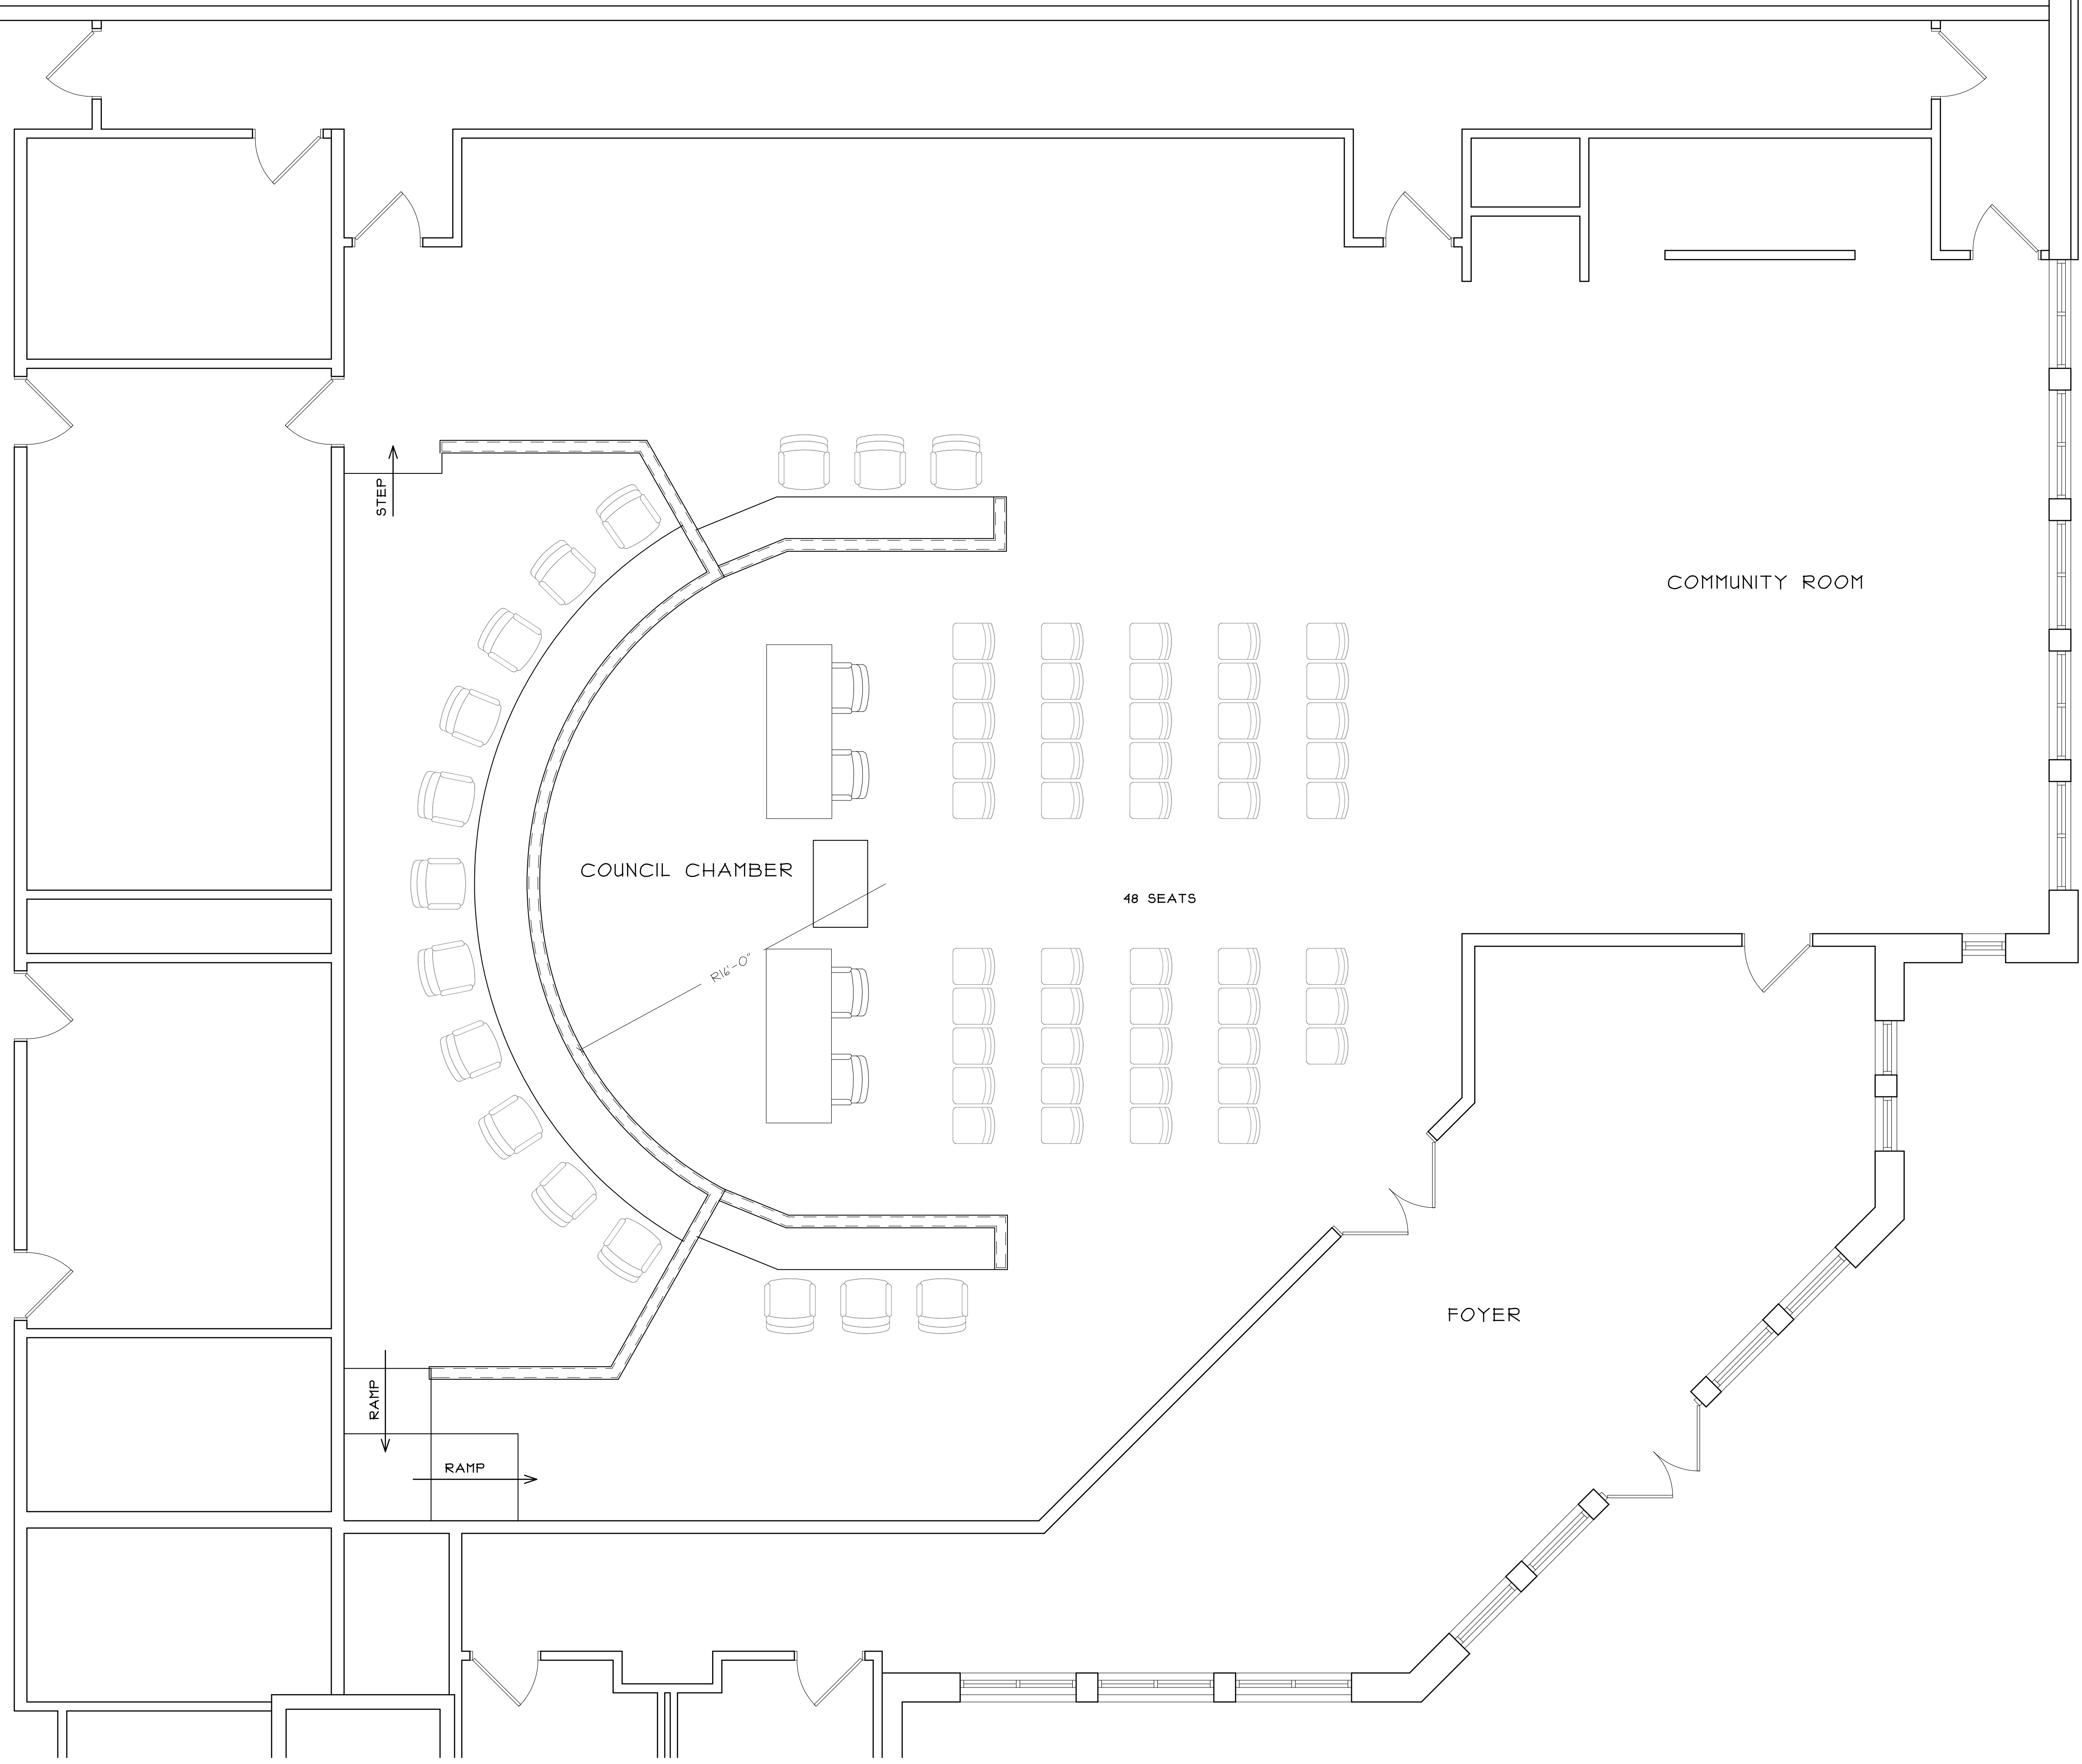 STEP
COMMUNITY ROOM
COUNCIL CHAMBER
48 SEATS
R16'-0"
FOYER
RAMP
RAMP